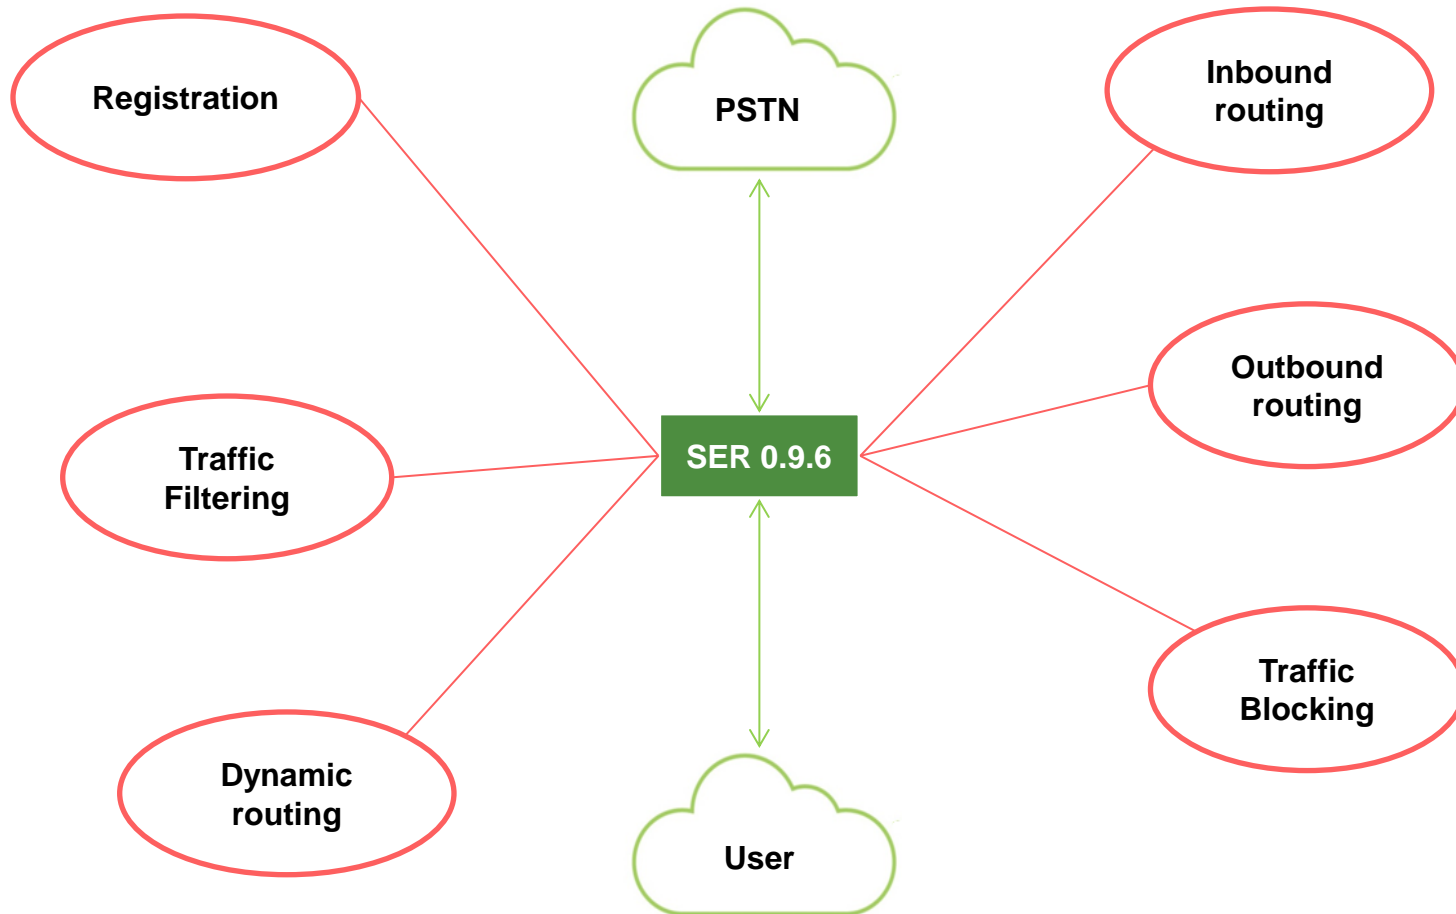 Registration
PSTN
Inbound
routing
Outbound
routing
SER 0.9.6
Traffic
Filtering
Traffic
Blocking
Dynamic
routing
User